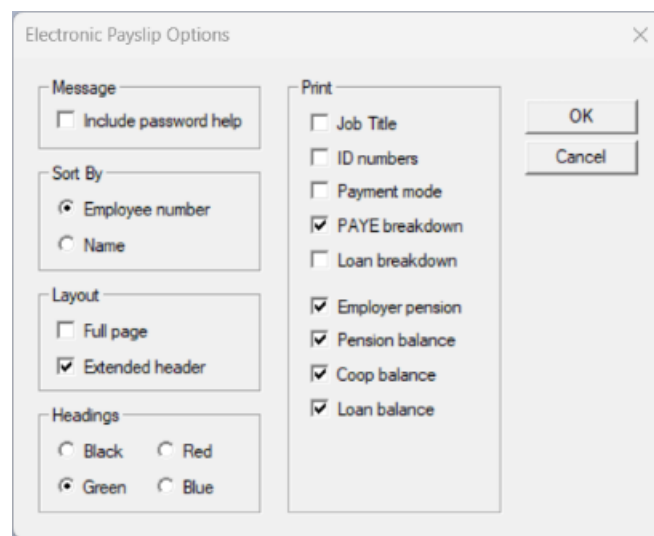 Electronic Payslip Options
Message
Include password help
Sort By
Employee number
Name
Layout
Full page
Extended header
Headings
Black Red
Green Blue
Print
Job Title
ID numbers
Payment mode
PAYE breakdown
Loan breakdown
Employer pension
Pension balance
Coop balance
Loan balance
OK
Cancel